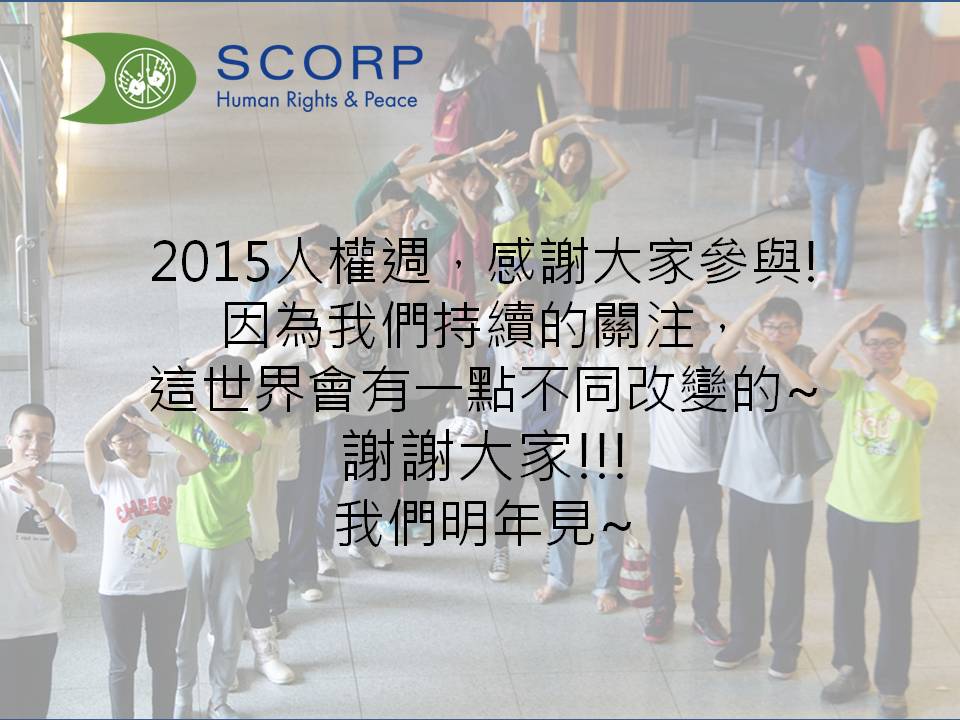 SCORP
Human Rights & Peace
2015人權週，感謝大家參與!
因為我們持續的關注，
這世界會有一點不同改變的~
謝謝大家!!!
我們明年見~
CHEESE